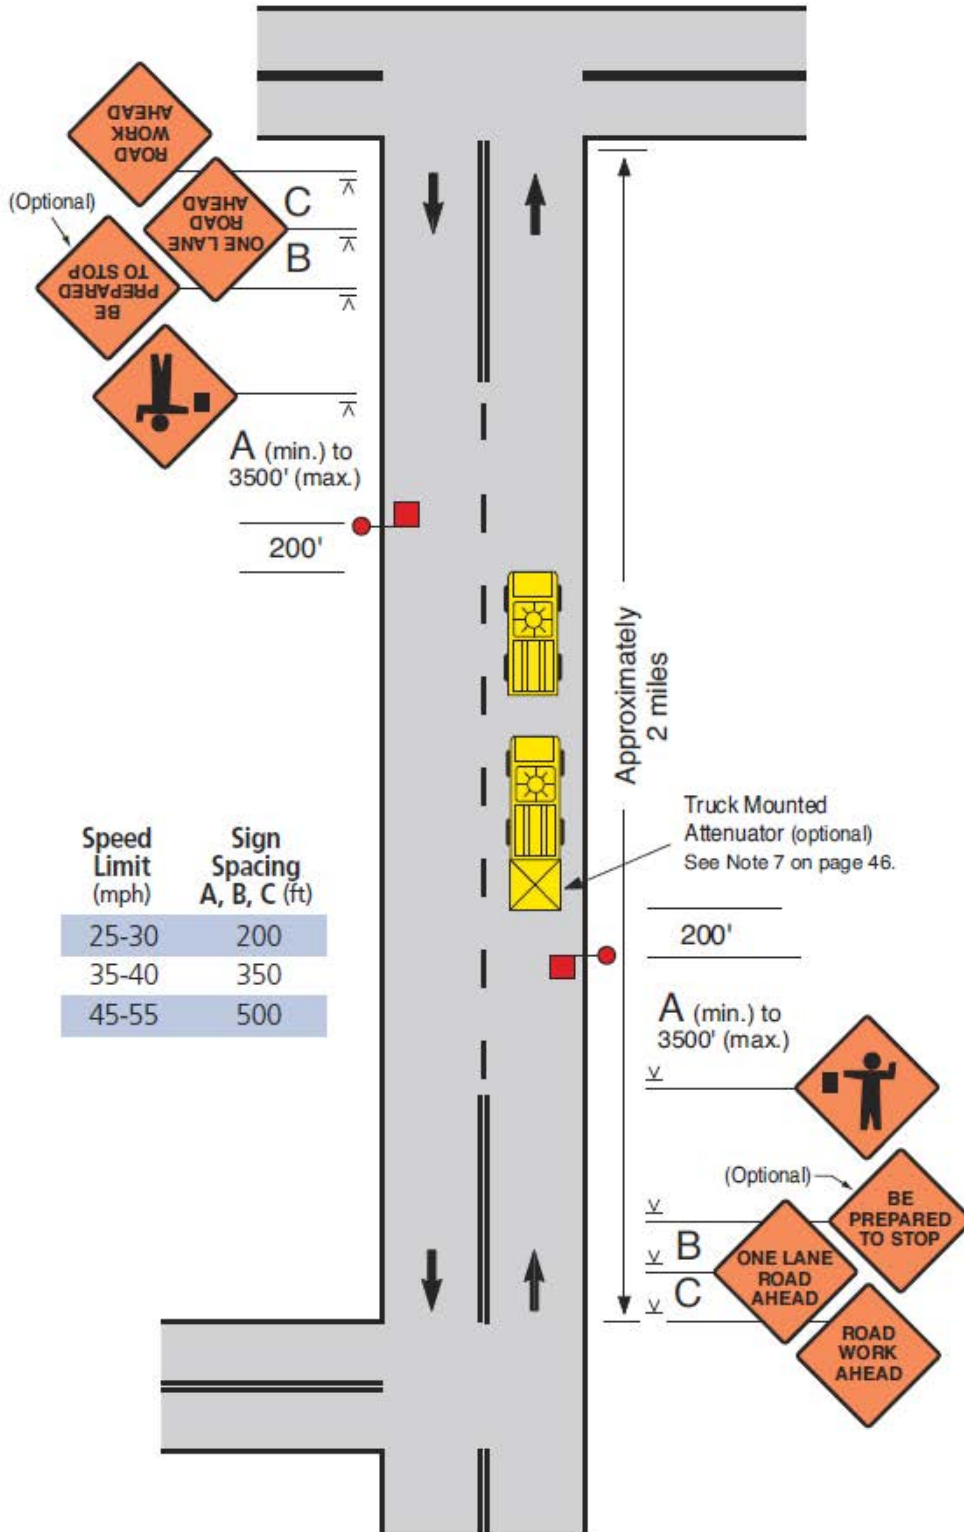 ROAD
WORK
AHEAD
(Optional)
ONE LANE
ROAD
AHEAD
C
B
BE
PREPARED
TO STOP
A (min.) to
3500' (max.)
200'
Approximately
2 miles
Truck Mounted
Attenuator (optional)
See Note 7 on page 46.
Speed Limit (mph) Sign Spacing A, B, C (ft)
25-30 200
35-40 350
45-55 500
200'
A (min.) to
3500' (max.)
(Optional)
BE
PREPARED
TO STOP
B
ONE LANE
ROAD
AHEAD
C
ROAD
WORK
AHEAD